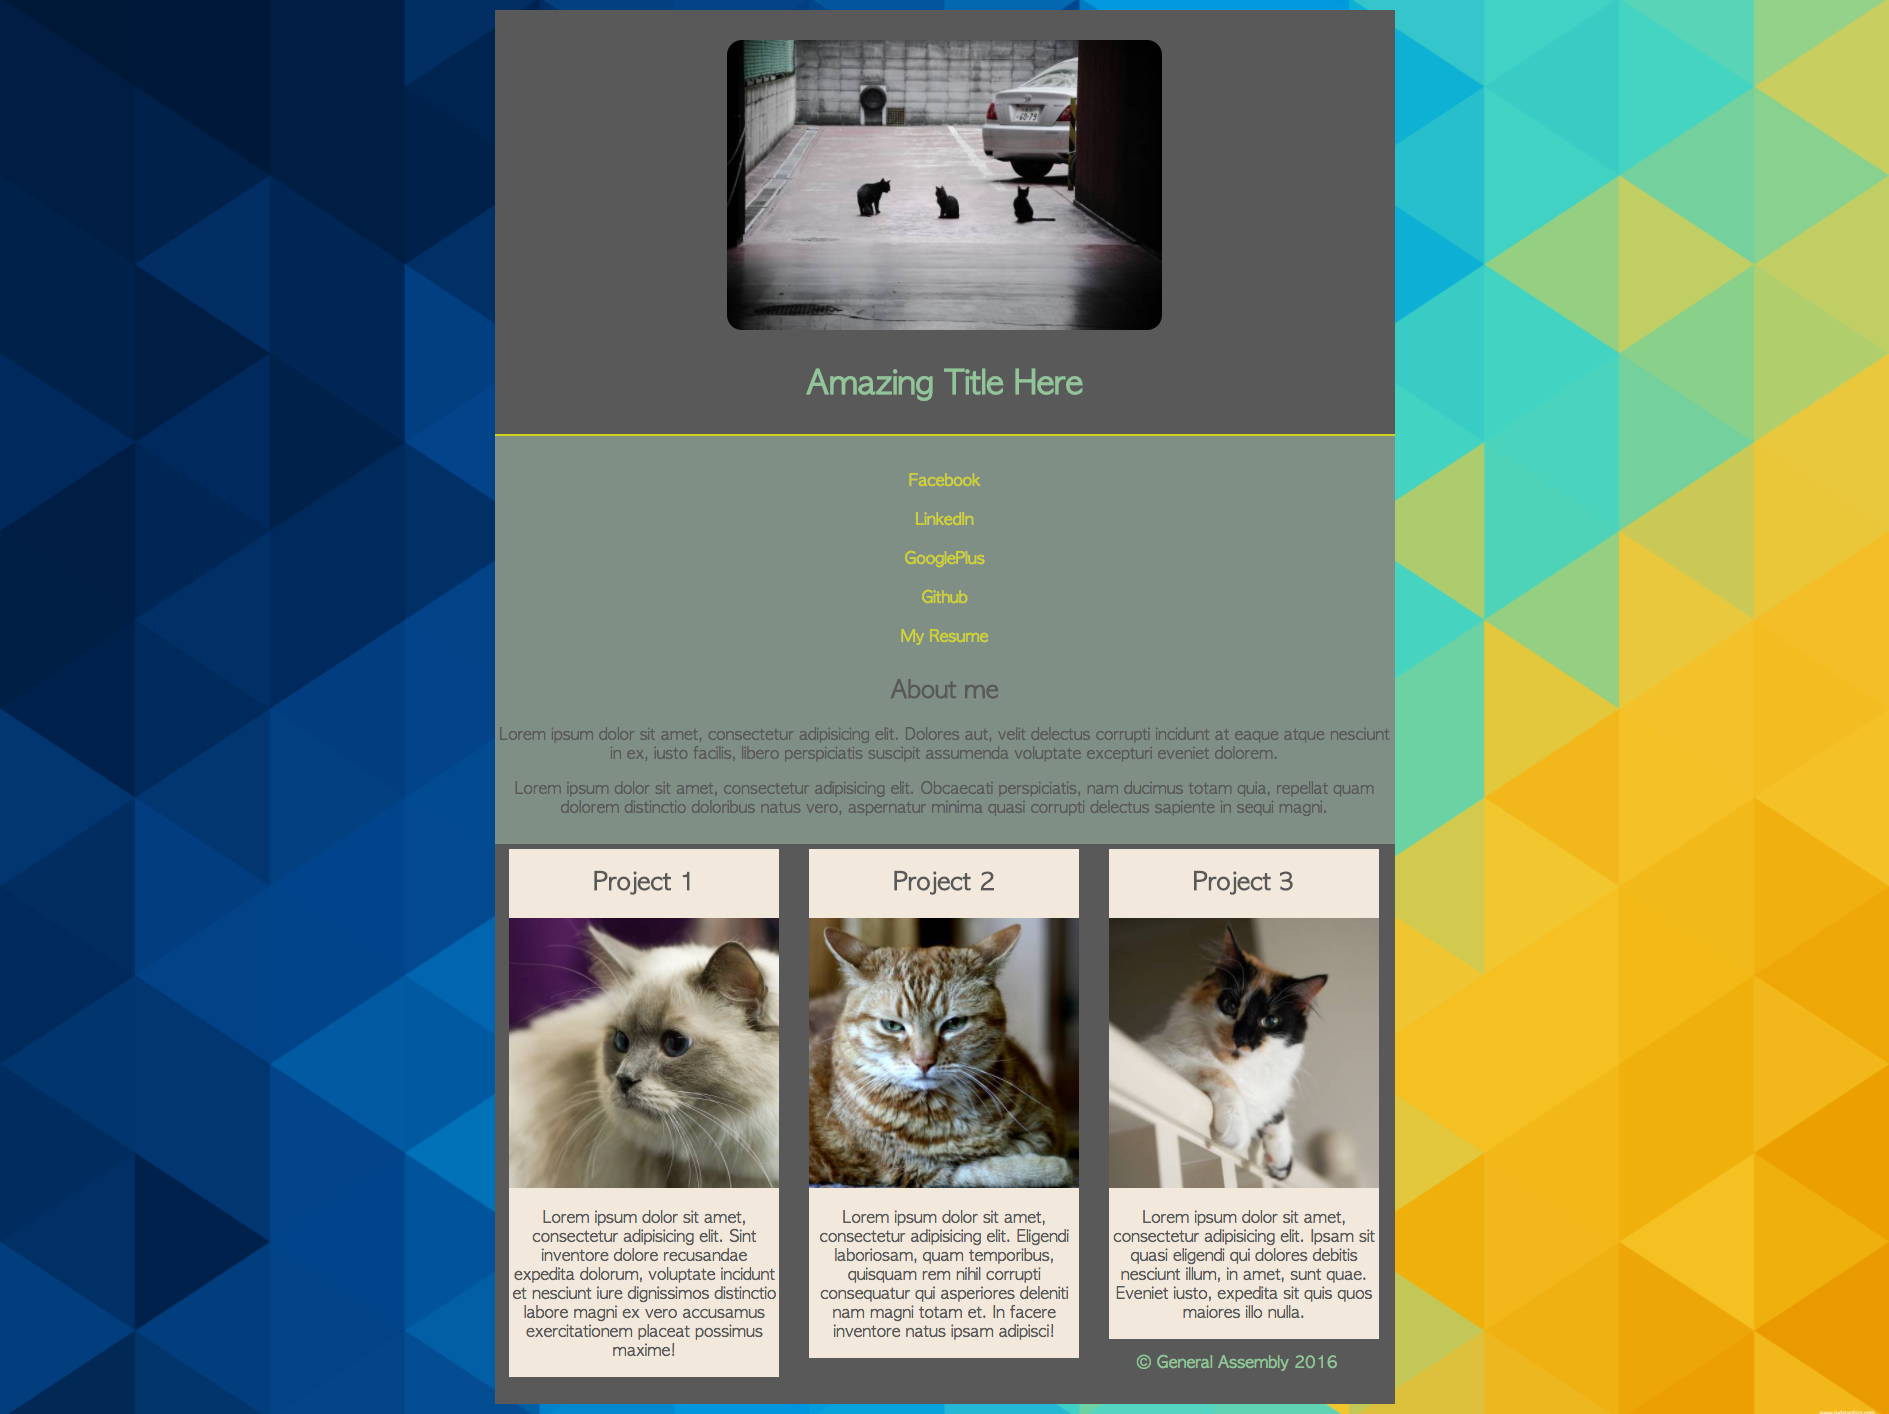 Amazing Title Here
Facebook
LinkedIn
GooglePlus
Github
My Resume
About me
Lorem ipsum dolor sit amet, consectetur adipisicing elit. Dolores aut, velit delectus corrupti incidunt at eaque atque nesciunt
in ex, iusto facilis, libero perspiciatis suscipit assumenda voluptate excepturi eveniet dolorem.
Lorem ipsum dolor sit amet, consectetur adipisicing elit. Obcaecati perspiciatis, nam ducimus totam quia, repellat quam
dolorem distinctio doloribus natus vero, aspernatur minima quasi corrupti delectus sapiente in sequi magni.
Project 1
Lorem ipsum dolor sit amet,
consectetur adipisicing elit. Sint
inventore dolore recusandae
expedita dolorum, voluptate incidunt
et nesciunt iure dignissimos distinctio
labore magni ex vero accusamus
exercitationem placeat possimus
maxime!
Project 2
Lorem ipsum dolor sit amet,
consectetur adipisicing elit. Eligendi
laboriosam, quam temporibus,
quisquam rem nihil corrupti
consequatur qui asperiores deleniti
nam magni totam et. In facere
inventore natus ipsam adipisci!
Project 3
Lorem ipsum dolor sit amet,
consectetur adipisicing elit. Ipsam sit
quasi eligendi qui dolores debitis
nesciunt illum, in amet, sunt quae.
Eveniet iusto, expedita sit quis quos
maiores illo nulla.
© General Assembly 2016